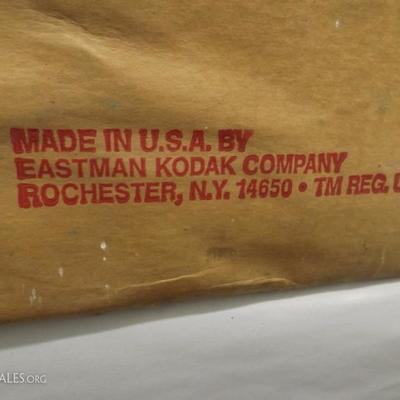 MADE IN U.S.A. BY
EASTMAN KODAK COMPANY
ROCHESTER, N.Y. 14650 • TM REG. U
ALES.ORG